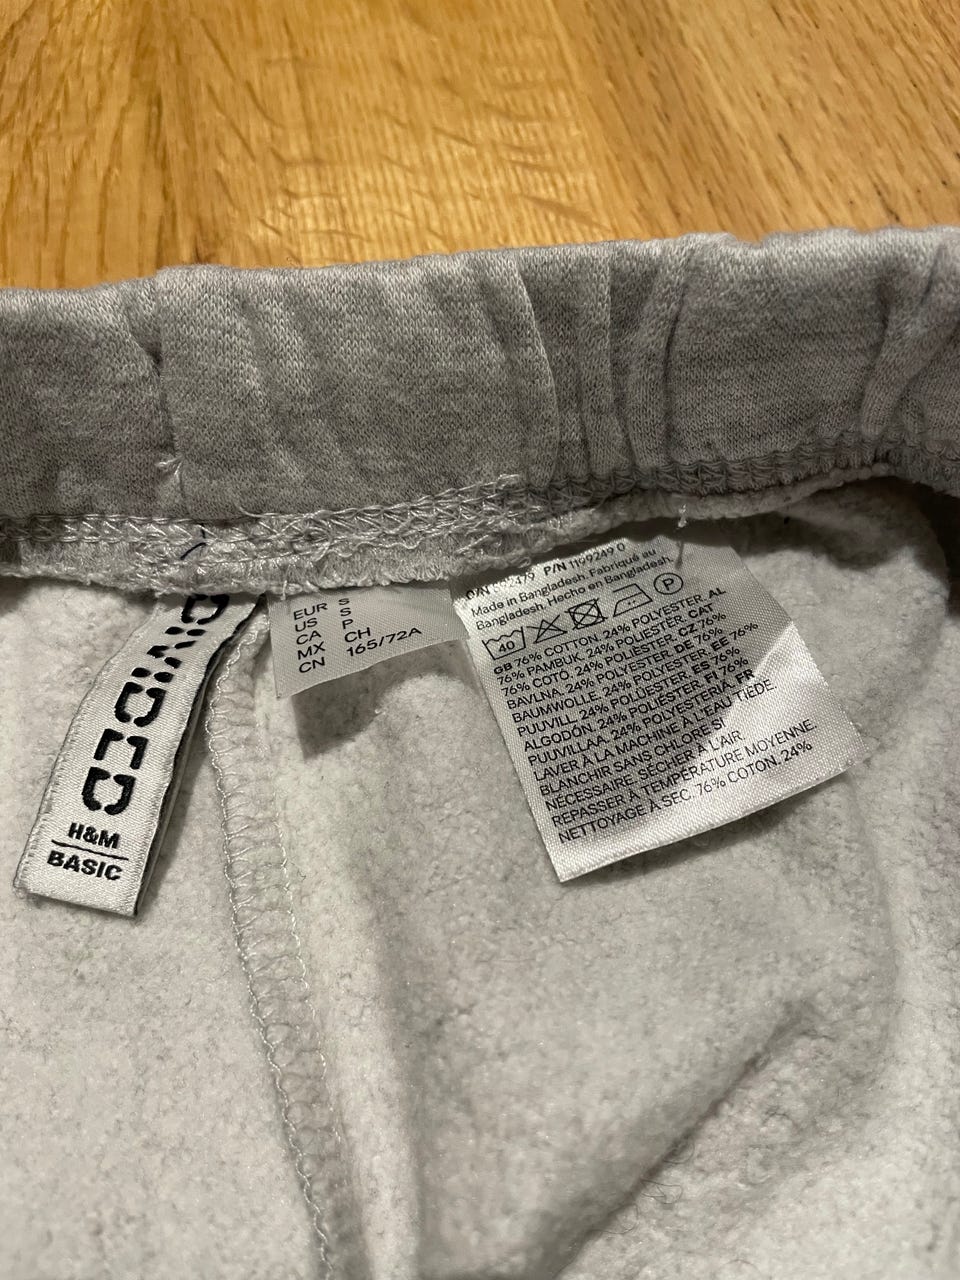 DIVIDED
H&M
BASIC
EUR S
US S
CA P
MX CH
CN 165/72A
P/N 1199249 0
Made in Bangladesh. Fabriqué au
Bangladesh. Hecho en Bangladesh.
40 P
GB 76% COTTON, 24% POLYESTER, AL
76% PAMBUK, 24% POLIESTËR, CAT
76% COTÓ, 24% POLIÈSTER, CZ 76%
BAVLNA, 24% POLYESTER, DE 76%
BAUMWOLLE, 24% POLYESTER, EE 76%
PUUVILL, 24% POLÜESTER, ES 76%
ALGODÓN, 24% POLIÉSTER, FI 76%
PUUVILLAA, 24% POLYESTERIA, FR
LAVER À LA MACHINE À L'EAU TIÈDE.
BLANCHIR SANS CHLORE SI
NÉCESSAIRE. SÉCHER À L'AIR.
REPASSER À TEMPÉRATURE MOYENNE.
NETTOYAGE À SEC. 76% COTON, 24%